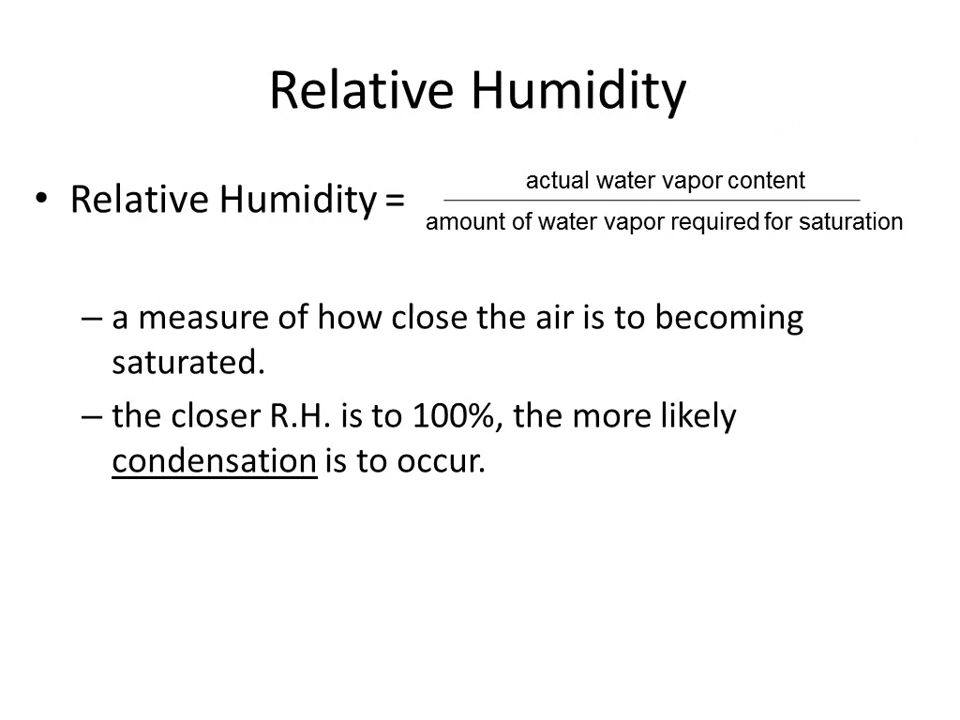 Relative Humidity
• Relative Humidity =
actual water vapor content
amount of water vapor required for saturation
– a measure of how close the air is to becoming
saturated.
– the closer R.H. is to 100%, the more likely
condensation is to occur.